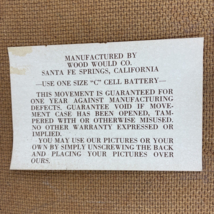 MANUFACTURED BY
WOOD WOULD CO.
SANTA FE SPRINGS, CALIFORNIA
—USE ONE SIZE "C" CELL BATTERY—
THIS MOVEMENT IS GUARANTEED FOR
ONE YEAR AGAINST MANUFACTURING
DEFECTS. GUARANTEE VOID IF MOVE-
MENT CASE HAS BEEN OPENED, TAM-
PERED WITH OR OTHERWISE MISUSED.
NO OTHER WARRANTY EXPRESSED OR
IMPLIED.
YOU MAY USE OUR PICTURES OR YOUR
OWN BY SIMPLY UNSCREWING THE BACK
AND PLACING YOUR PICTURES OVER
OURS.